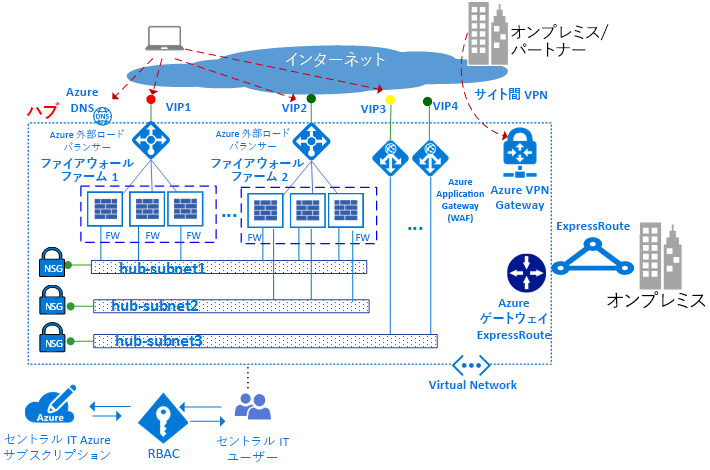 オンプレミス/
パートナー
インターネット
Azure
DNS
DNS
VIP1
VIP2
VIP3
VIP4
サイト間 VPN
ハブ
Azure 外部ロード
バランサー
ファイアウォール
ファーム 1
Azure 外部ロード
バランサー
ファイアウォール
ファーム 2
Azure
Application
Gateway
(WAF)
Azure VPN
Gateway
...
...
...
FW
FW
FW
FW
FW
FW
ExpressRoute
オンプレミス
NSG
hub-subnet1
NSG
hub-subnet2
NSG
hub-subnet3
Azure
ゲートウェイ
ExpressRoute
Virtual Network
Azure
セントラル IT Azure
サブスクリプション
RBAC
セントラル IT
ユーザー